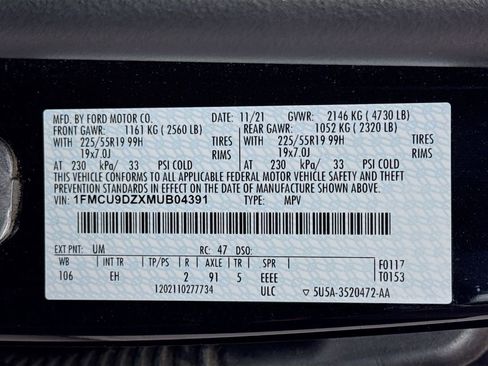 MFD. BY FORD MOTOR CO. 11/21 GVWR: 2146 KG ( 4730 LB)
FRONT GAWR: 1161 KG ( 2560 LB) REAR GAWR: 1052 KG ( 2320 LB)
WITH 225/55R19 99H TIRES WITH 225/55R19 99H TIRES
19x7.0J 19x7.0J
AT 230 kPa/ 33 PSI COLD AT 230 kPa/ 33 PSI COLD
THIS VEHICLE CONFORMS TO ALL APPLICABLE FEDERAL MOTOR VEHICLE SAFETY AND THEFT
PREVENTION STANDARDS IN EFFECT ON THE DATE OF MANUFACTURE SHOWN ABOVE.
VIN: 1FMCU9DZXMUB04391 TYPE: MPV
EXT PNT: UM RC: 47 DSO:
WB INT TR TP/PS R AXLE TR SPR F0117
106 EH 2 91 5 EEEE T0153
1202110277734 ULC 5U5A-3520472-AA